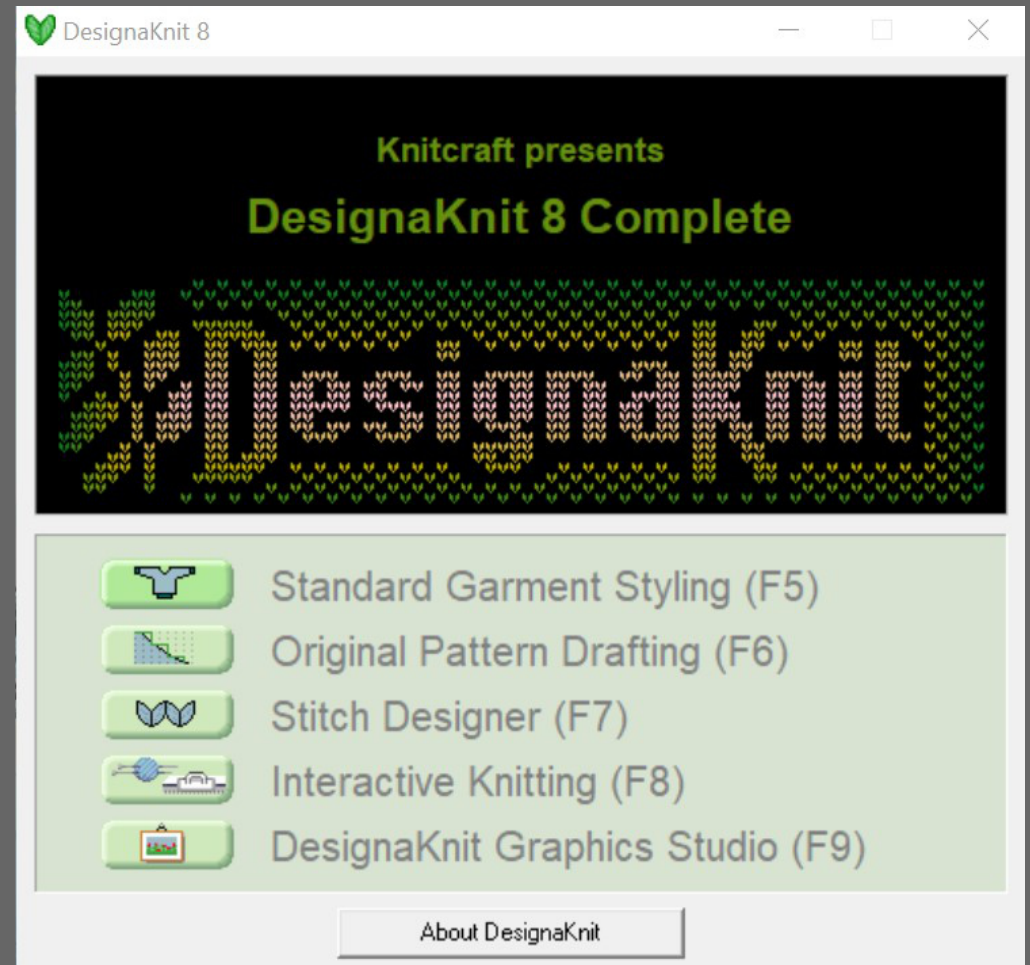 DesignaKnit 8
Knitcraft presents
DesignaKnit 8 Complete
DesignaKnit
Standard Garment Styling (F5)
Original Pattern Drafting (F6)
Stitch Designer (F7)
Interactive Knitting (F8)
DesignaKnit Graphics Studio (F9)
About DesignaKnit